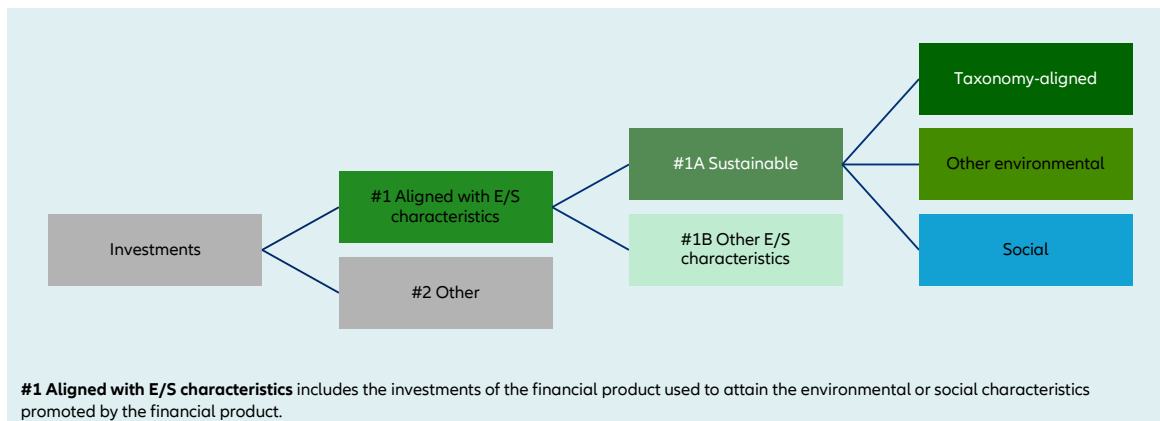 Investments
#1 Aligned with E/S
characteristics
#2 Other
#1A Sustainable
#1B Other E/S
characteristics
Taxonomy-aligned
Other environmental
Social
#1 Aligned with E/S characteristics includes the investments of the financial product used to attain the environmental or social characteristics
promoted by the financial product.